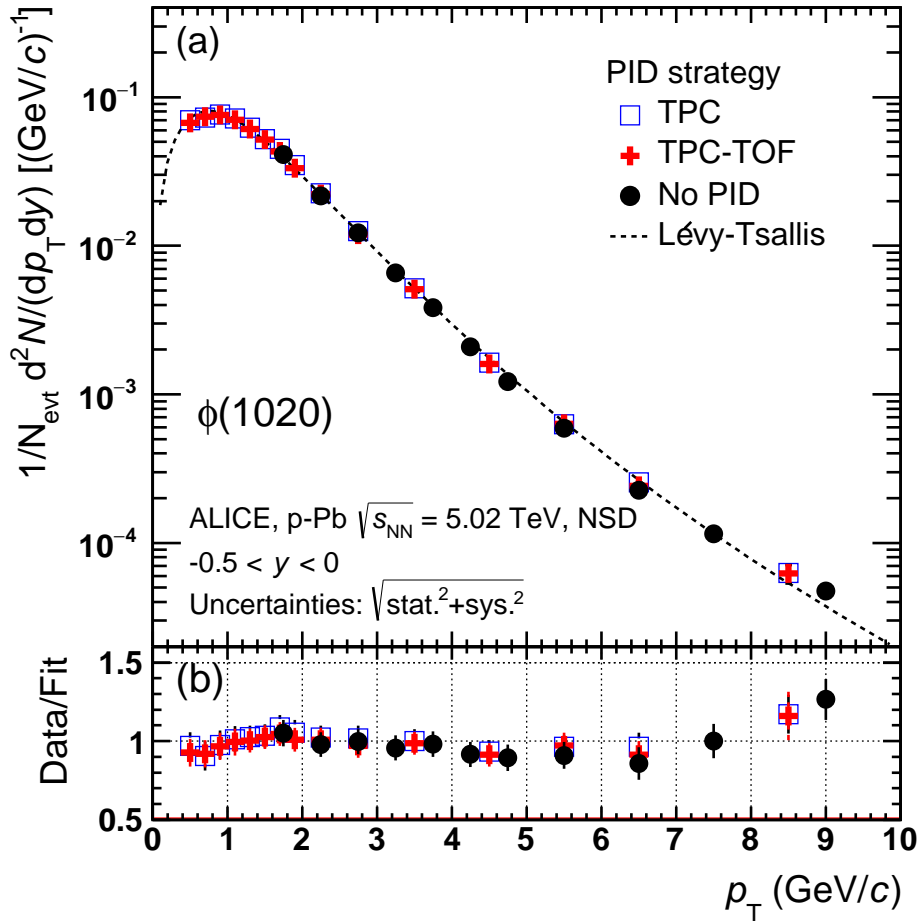 (a)
PID strategy
TPC
TPC-TOF
No PID
Lévy-Tsallis
1/N_evt d²N/(dp_T dy) [(GeV/c)⁻¹]
10⁻¹
10⁻²
10⁻³
10⁻⁴
ϕ(1020)
ALICE, p-Pb √s_NN = 5.02 TeV, NSD
-0.5 < y < 0
Uncertainties: √stat.²+sys.²
(b)
Data/Fit
1.5
1
0.5
0 1 2 3 4 5 6 7 8 9 10
p_T (GeV/c)